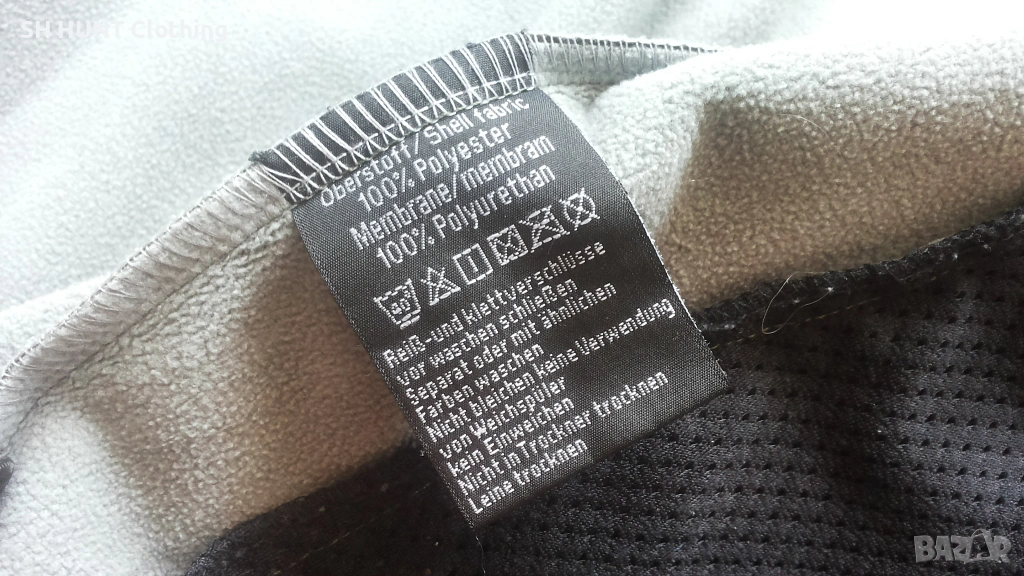 SH.HUNT Clothing
Oberstoff/Shell fabric
100% Polyester
Membrane/membram
100% Polyurethan
Reiß-und klettverschlüsse
vor waschen schließen
separat oder mit ähnlichen
Farben waschen
Nicht bleichen keine Verwendung
von Weichspüler
kein Einweichen
Nicht in Trockner trocknen
Leine trocknen
BAZAR